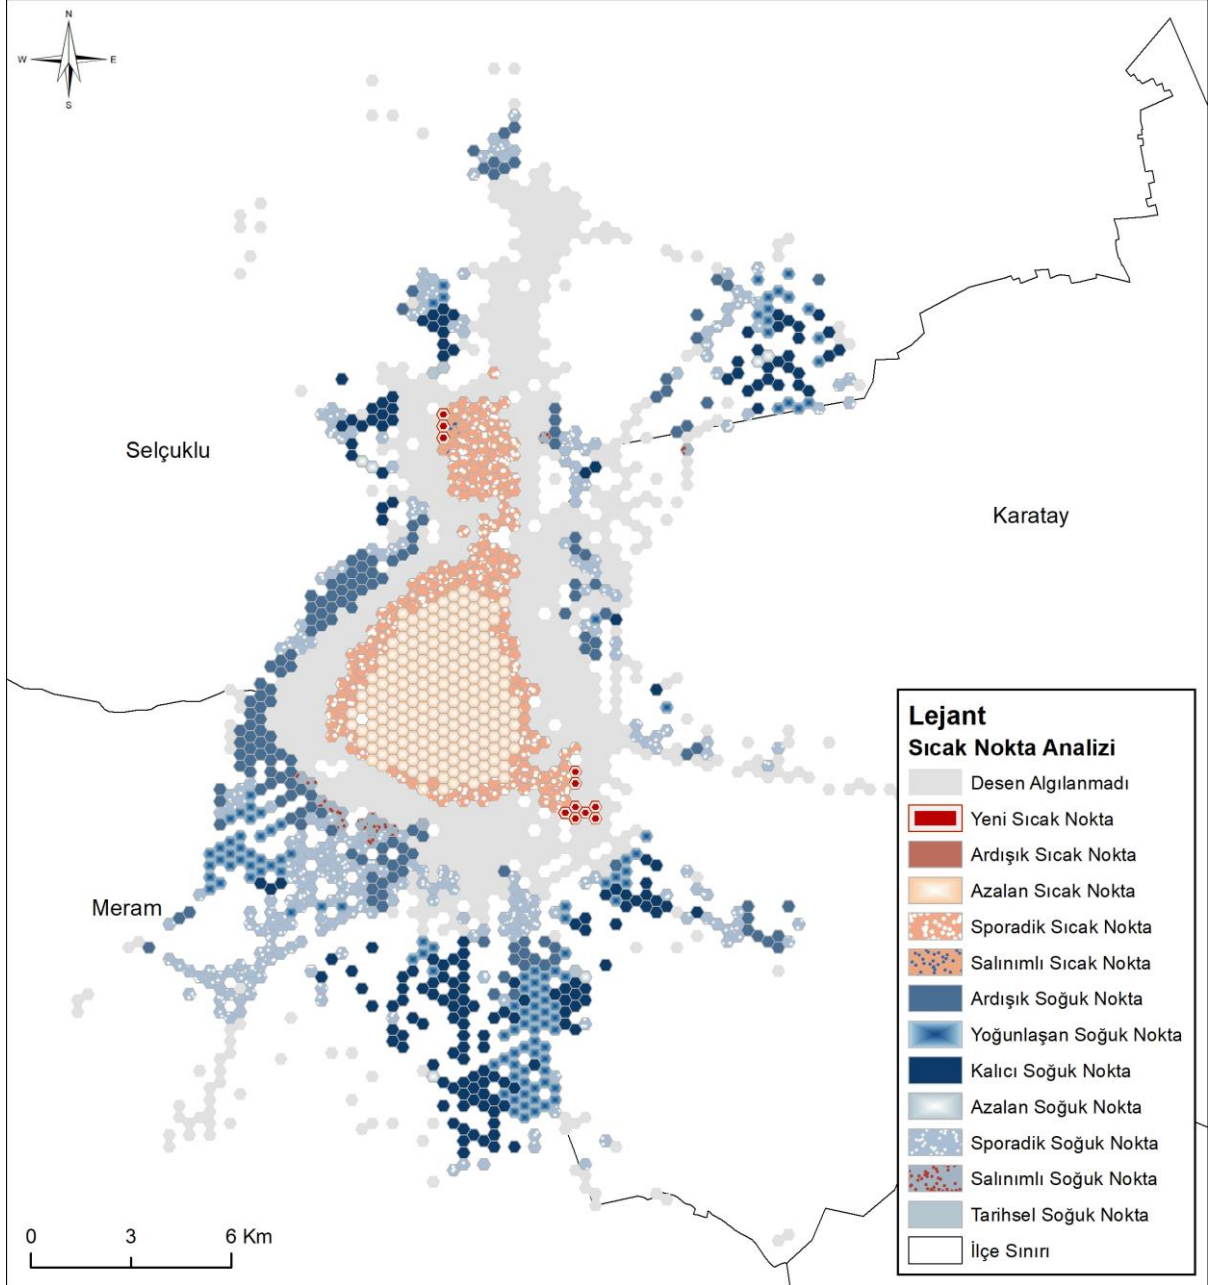 N
W E
S
Selçuklu
Karatay
Meram
Lejant
Sıcak Nokta Analizi
Desen Algılanmadı
Yeni Sıcak Nokta
Ardışık Sıcak Nokta
Azalan Sıcak Nokta
Sporadik Sıcak Nokta
Salınımlı Sıcak Nokta
Ardışık Soğuk Nokta
Yoğunlaşan Soğuk Nokta
Kalıcı Soğuk Nokta
Azalan Soğuk Nokta
Sporadik Soğuk Nokta
Salınımlı Soğuk Nokta
Tarihsel Soğuk Nokta
İlçe Sınırı
0 3 6 Km